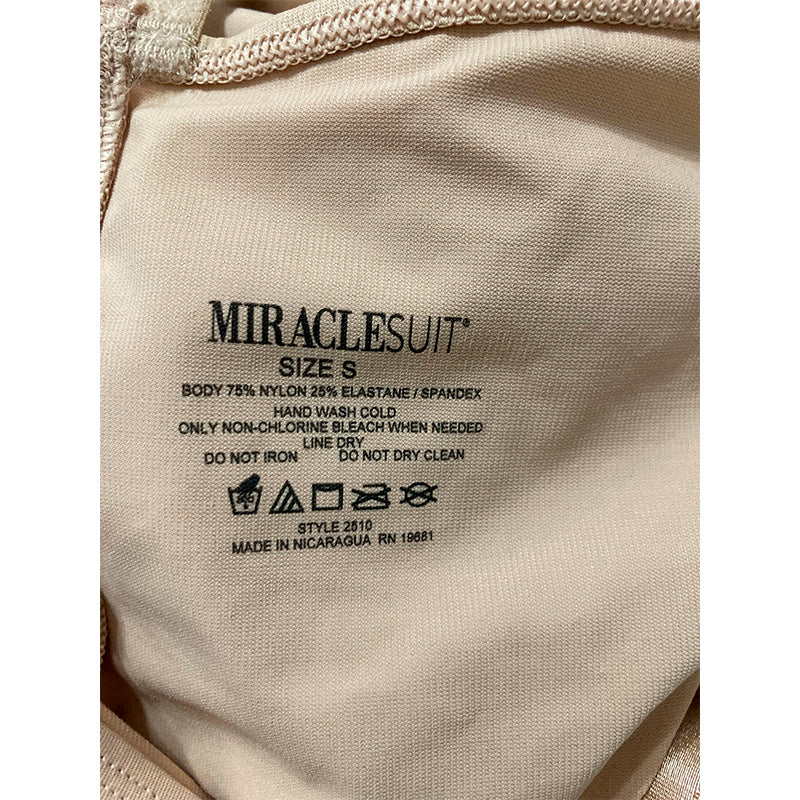 MIRACLESUIT®
SIZE S
BODY 75% NYLON 25% ELASTANE / SPANDEX
HAND WASH COLD
ONLY NON-CHLORINE BLEACH WHEN NEEDED
LINE DRY
DO NOT IRON DO NOT DRY CLEAN
STYLE 2510
MADE IN NICARAGUA RN 19681